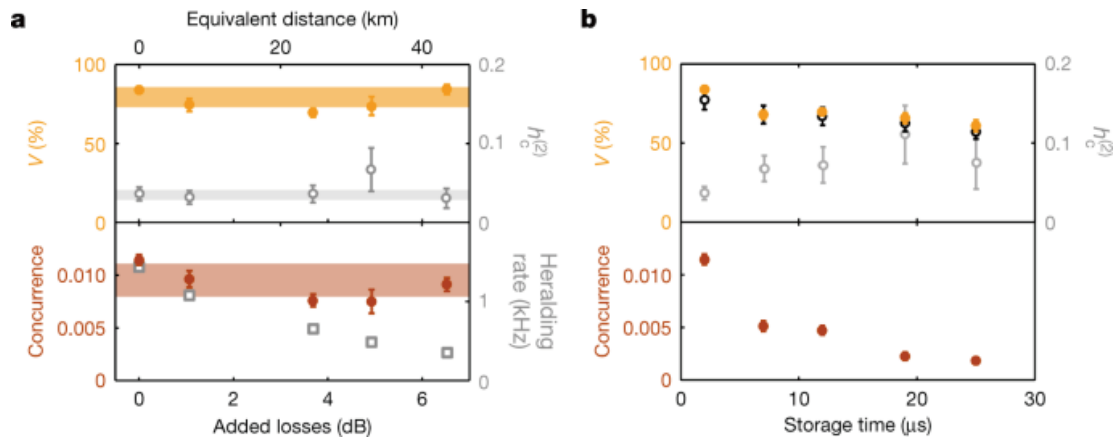 a
Equivalent distance (km)
0 20 40
100
50
0
V (%)
0.2
0.1
0
h_c^(2)
0.010
0.005
0
Concurrence
1
0
Heralding
rate (kHz)
0 2 4 6
Added losses (dB)
b
100
50
0
V (%)
0.2
0.1
0
h_c^(2)
0.010
0.005
0
Concurrence
0 10 20 30
Storage time (μs)